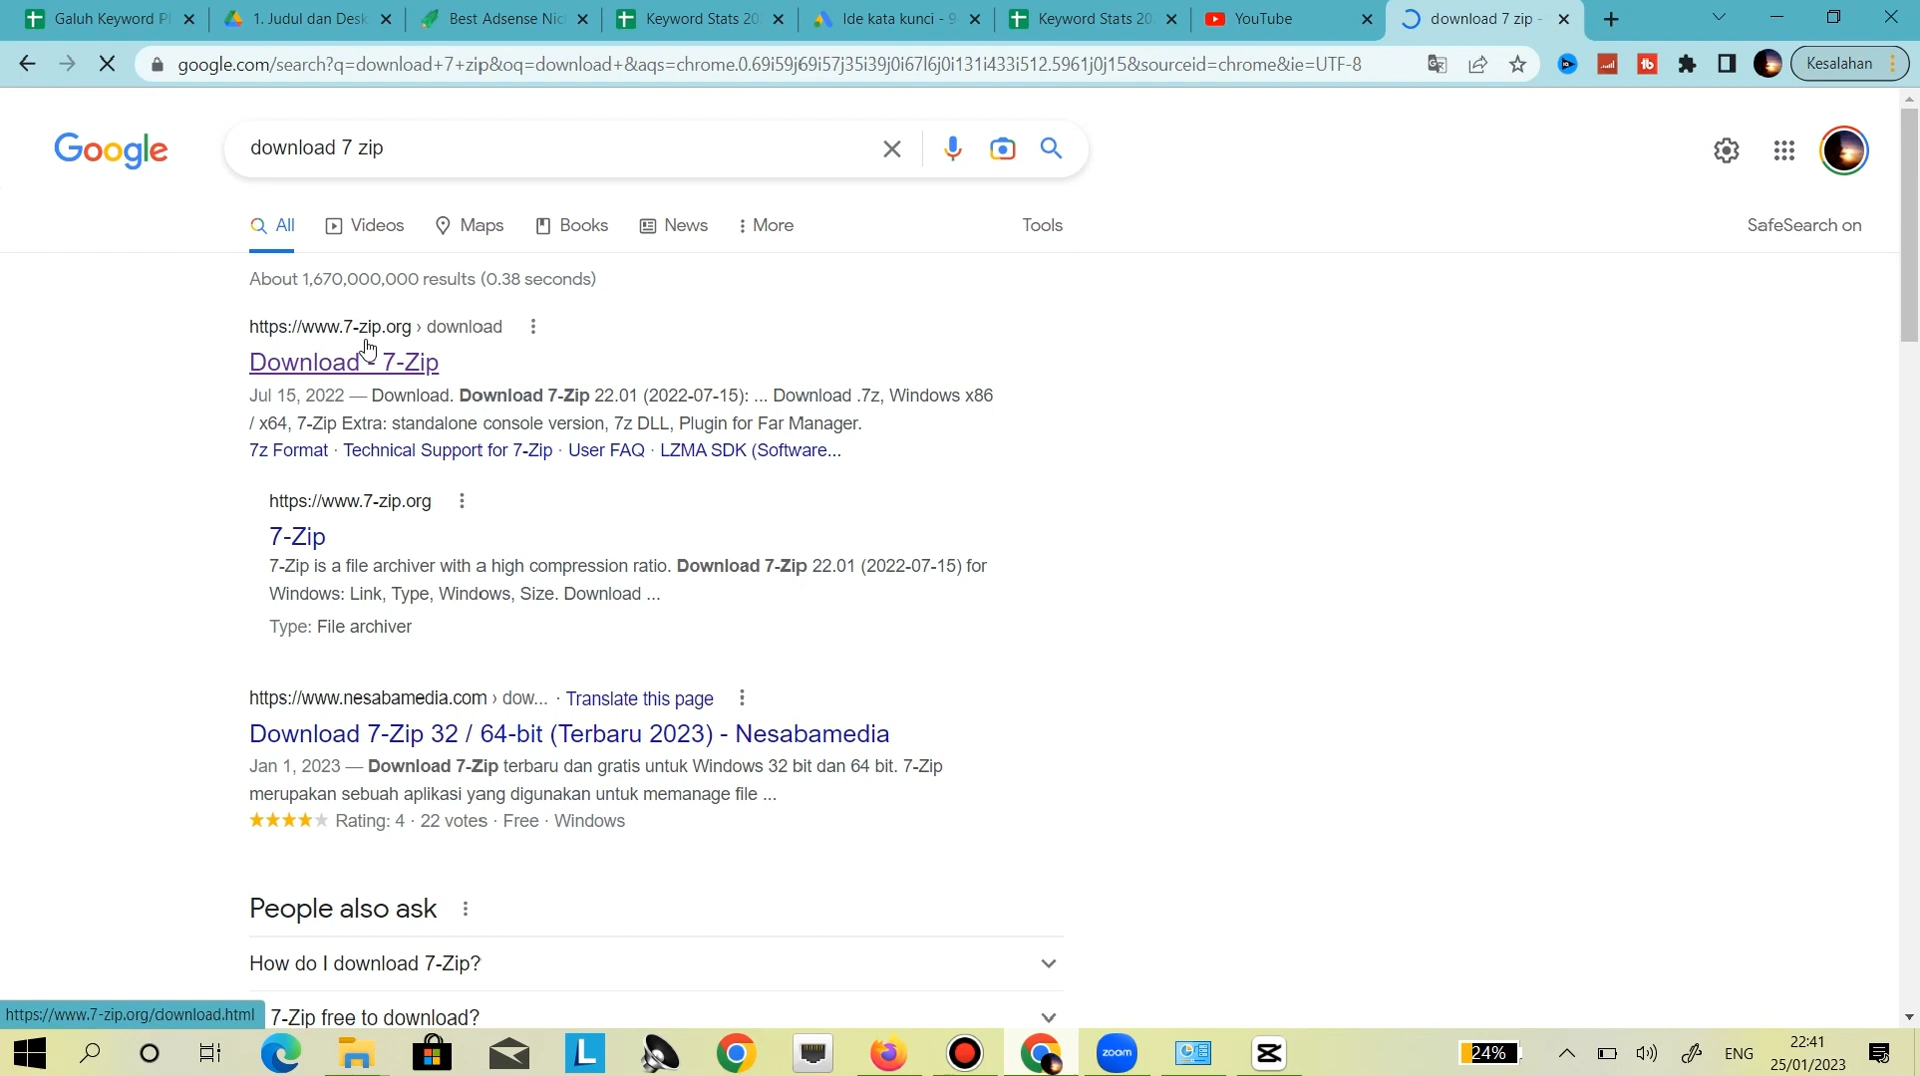 Galuh Keyword Pl
1. Judul dan Desk
Best Adsense Nic
Keyword Stats 20
Ide kata kunci - 9
Keyword Stats 20
YouTube
download 7 zip -
google.com/search?q=download+7+zip&oq=download+&aqs=chrome.0.69i59j69i57j35i39j0i67l6j0i131i433i512.5961j0j15&sourceid=chrome&ie=UTF-8
Kesalahan
Google
download 7 zip
All
Videos
Maps
Books
News
More
Tools
SafeSearch on
About 1,670,000,000 results (0.38 seconds)
https://www.7-zip.org › download
Download - 7-Zip
Jul 15, 2022 — Download. Download 7-Zip 22.01 (2022-07-15): ... Download .7z, Windows x86
/ x64, 7-Zip Extra: standalone console version, 7z DLL, Plugin for Far Manager.
7z Format · Technical Support for 7-Zip · User FAQ · LZMA SDK (Software...
https://www.7-zip.org
7-Zip
7-Zip is a file archiver with a high compression ratio. Download 7-Zip 22.01 (2022-07-15) for
Windows: Link, Type, Windows, Size. Download ...
Type: File archiver
https://www.nesabamedia.com › dow... · Translate this page
Download 7-Zip 32 / 64-bit (Terbaru 2023) - Nesabamedia
Jan 1, 2023 — Download 7-Zip terbaru dan gratis untuk Windows 32 bit dan 64 bit. 7-Zip
merupakan sebuah aplikasi yang digunakan untuk memanage file ...
Rating: 4 · 22 votes · Free · Windows
People also ask
How do I download 7-Zip?
https://www.7-zip.org/download.html
7-Zip free to download?
L
zoom
24%
ENG
22:41
25/01/2023